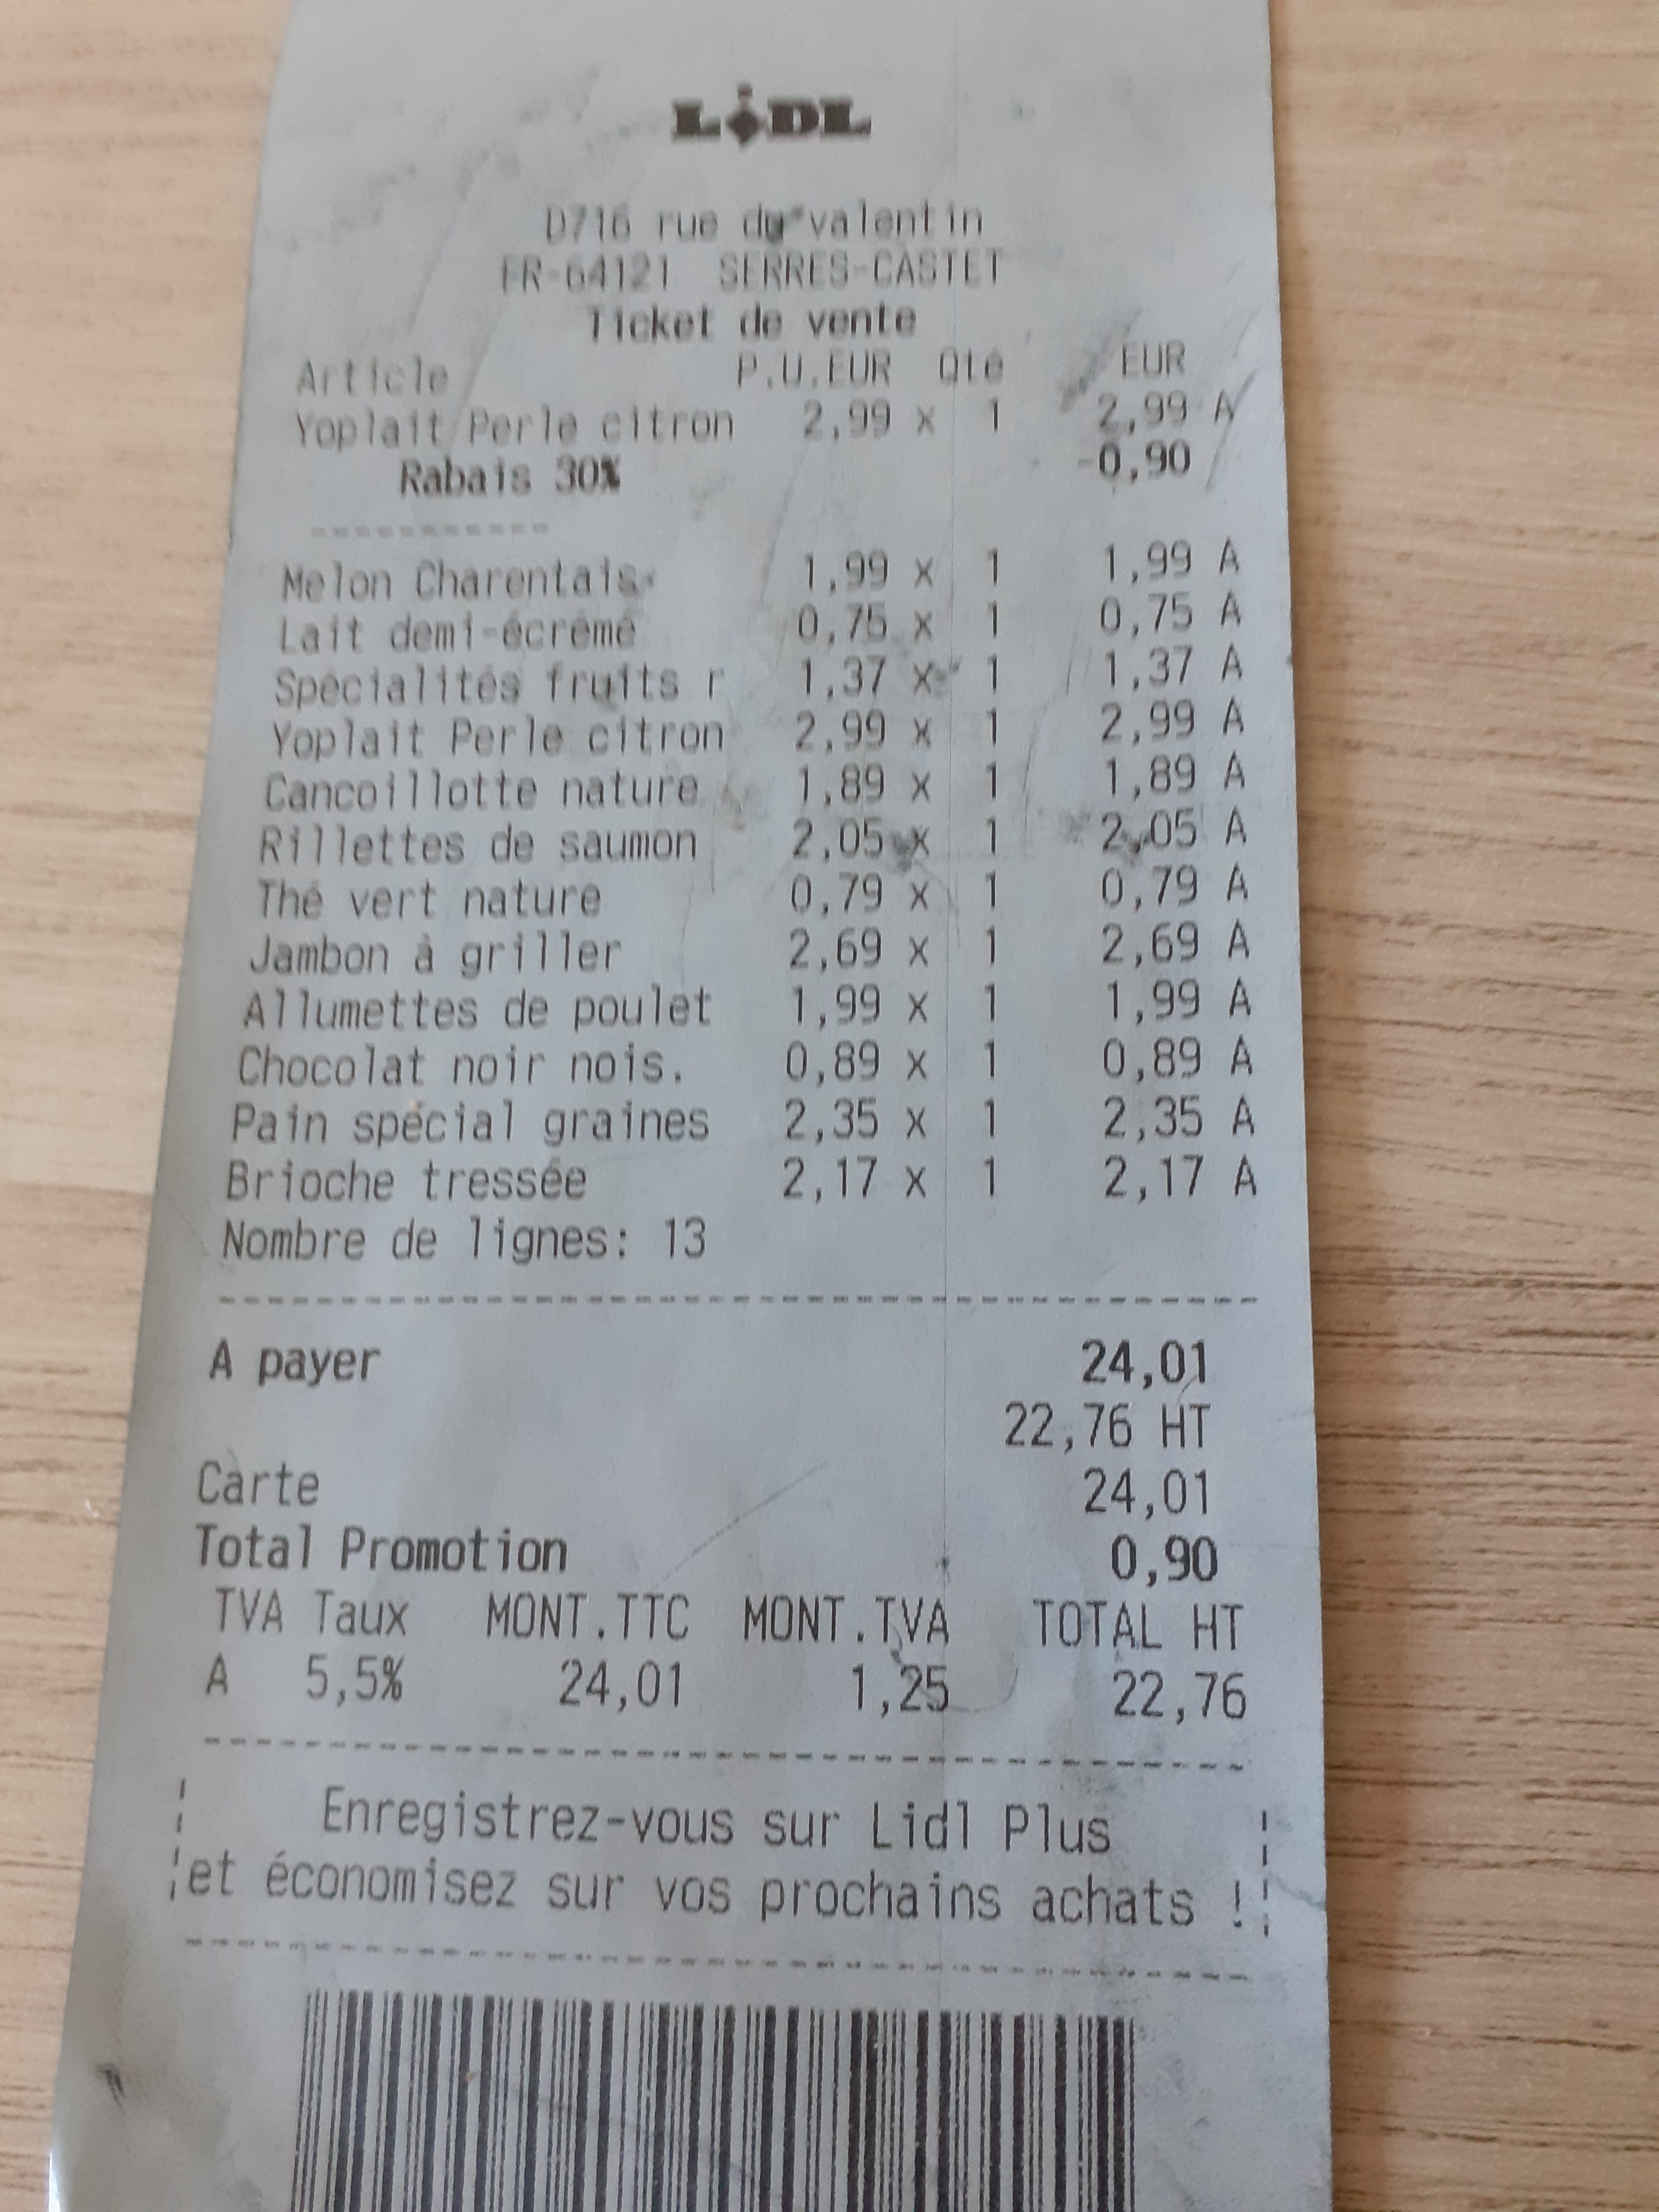 LiDL
D716 rue du valentin
FR-64121 SERRES-CASTET
Ticket de vente
Article P.U.EUR Qté EUR
Yoplait Perle citron 2,99 x 1 2,99 A
Rabais 30% -0,90
Melon Charentais 1,99 x 1 1,99 A
Lait demi-écrémé 0,75 x 1 0,75 A
Spécialités fruits r 1,37 x 1 1,37 A
Yoplait Perle citron 2,99 x 1 2,99 A
Cancoillotte nature 1,89 x 1 1,89 A
Rillettes de saumon 2,05 x 1 2,05 A
Thé vert nature 0,79 x 1 0,79 A
Jambon à griller 2,69 x 1 2,69 A
Allumettes de poulet 1,99 x 1 1,99 A
Chocolat noir nois. 0,89 x 1 0,89 A
Pain spécial graines 2,35 x 1 2,35 A
Brioche tressée 2,17 x 1 2,17 A
Nombre de lignes: 13
A payer 24,01
22,76 HT
Carte 24,01
Total Promotion 0,90
TVA Taux MONT.TTC MONT.TVA TOTAL HT
A 5,5% 24,01 1,25 22,76
Enregistrez-vous sur Lidl Plus
et économisez sur vos prochains achats !